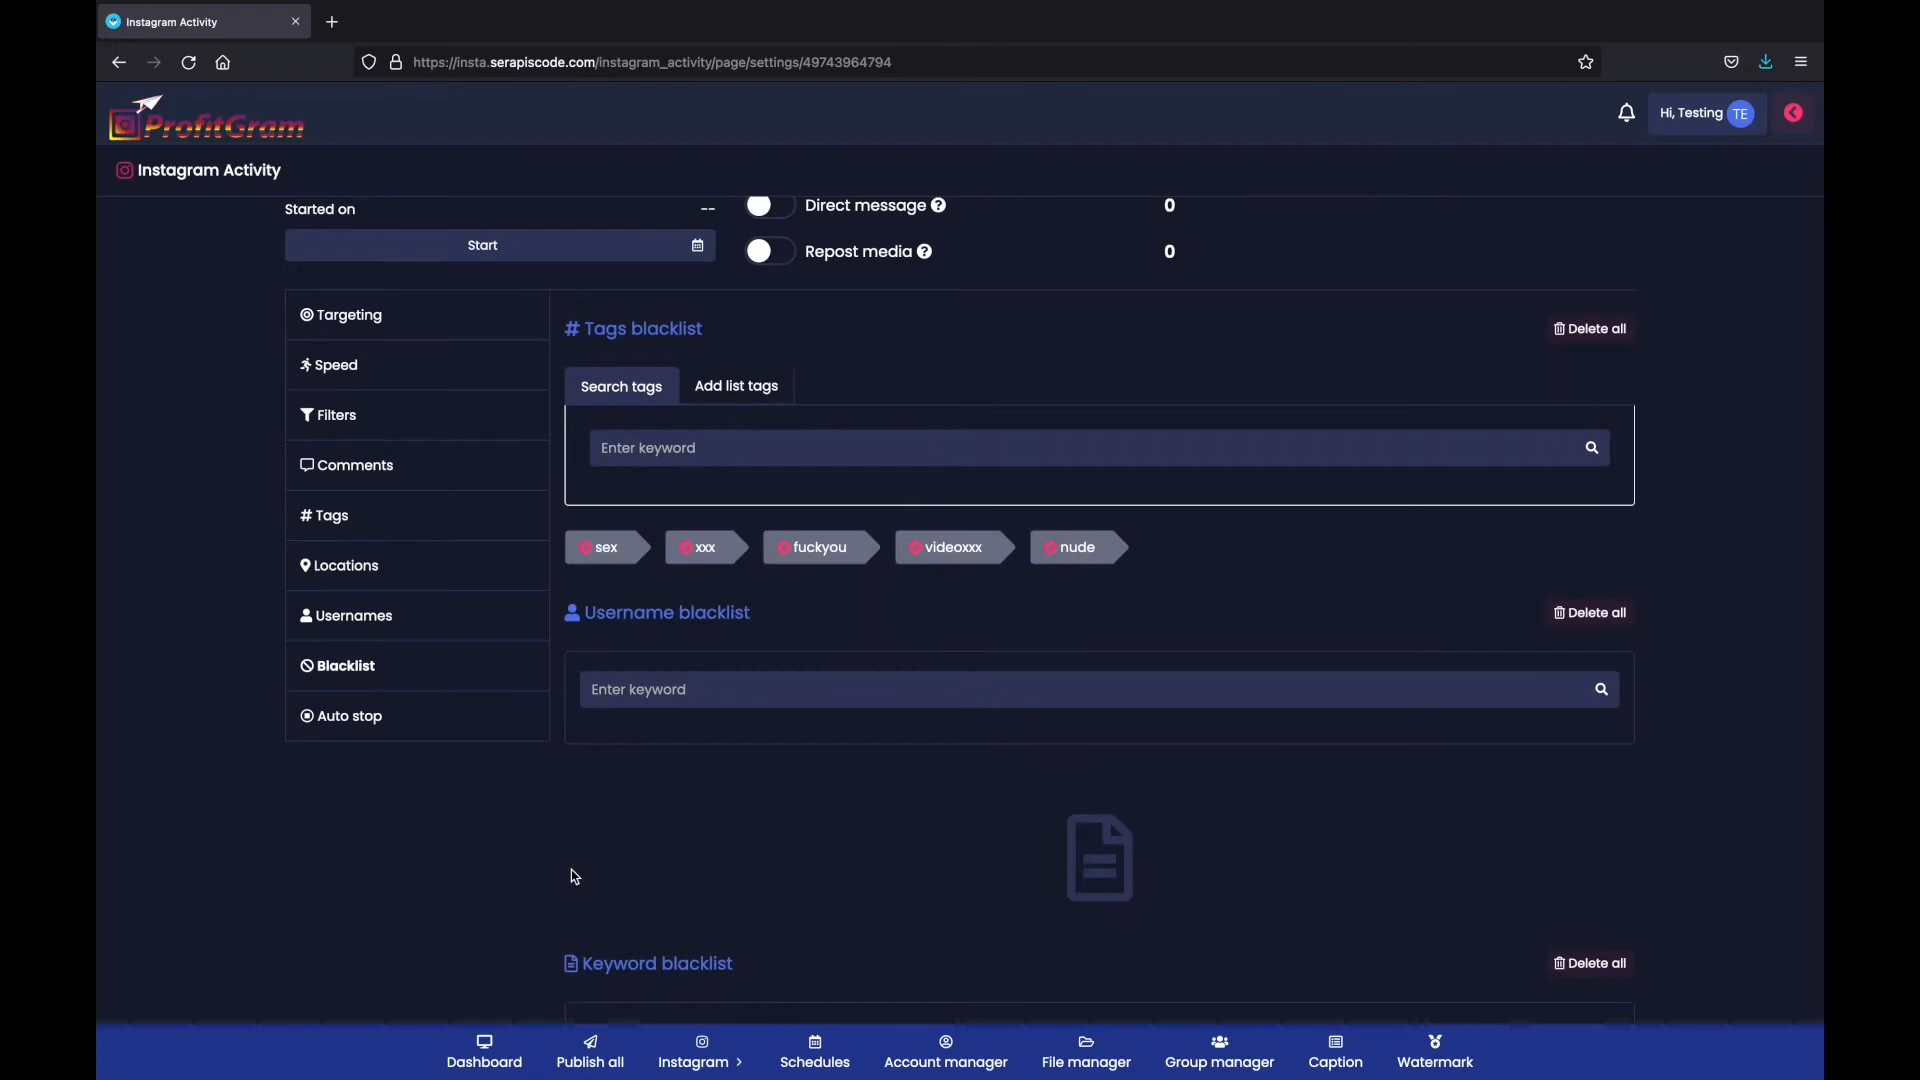 Instagram Activity
https://insta.serapiscode.com/instagram_activity/page/settings/49743964794
ProfitGram
Hi, Testing TE
Instagram Activity
Started on --
Direct message 0
Start
Repost media 0
Targeting
Speed
Filters
Comments
# Tags
Locations
Usernames
Blacklist
Auto stop
# Tags blacklist
Delete all
Search tags
Add list tags
Enter keyword
sex xxx fuckyou videoxxx nude
Username blacklist
Delete all
Enter keyword
Keyword blacklist
Delete all
Dashboard Publish all Instagram > Schedules Account manager File manager Group manager Caption Watermark